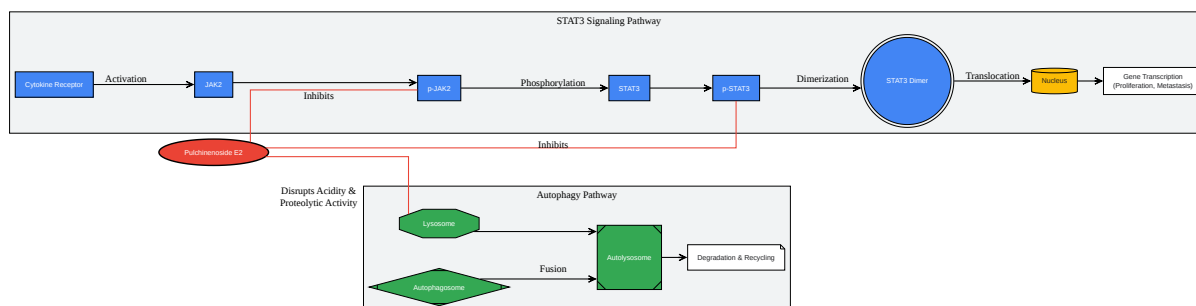 STAT3 Signaling Pathway
Cytokine Receptor
Activation
JAK2
Inhibits
p-JAK2
Phosphorylation
STAT3
p-STAT3
Dimerization
STAT3 Dimer
Translocation
Nucleus
Gene Transcription
(Proliferation, Metastasis)
Pulchinenoside E2
Inhibits
Disrupts Acidity &
Proteolytic Activity
Autophagy Pathway
Lysosome
Autophagosome
Fusion
Autolysosome
Degradation & Recycling